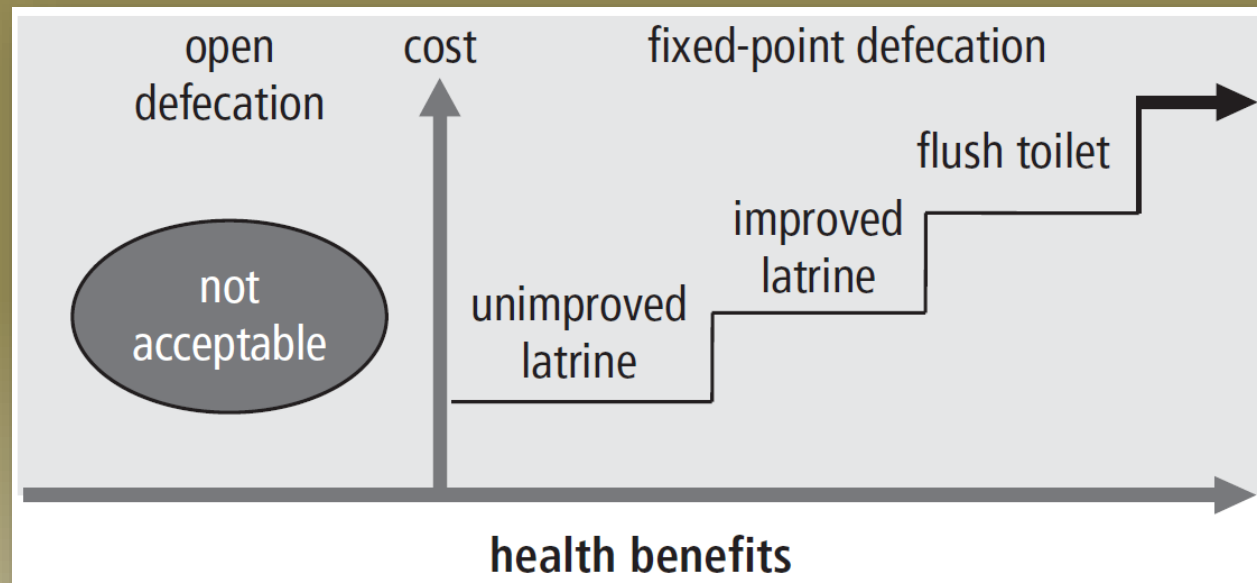 open
defecation
cost
fixed-point defecation
flush toilet
improved
latrine
unimproved
latrine
not
acceptable
health benefits